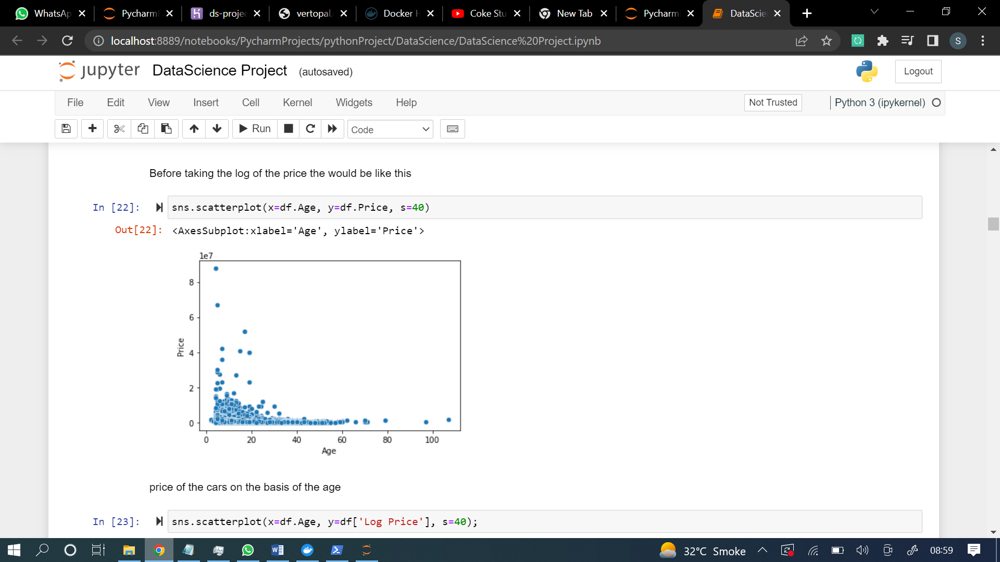 WhatsAp
Pycharm
ds-projec
vertopal.
Docker H
Coke Stu
New Tab
Pycharm
DataScie
localhost:8889/notebooks/PycharmProjects/pythonProject/DataScience/DataScience%20Project.ipynb
S
jupyter DataScience Project (autosaved)
Logout
File Edit View Insert Cell Kernel Widgets Help
Not Trusted
Python 3 (ipykernel)
Run
Code
Before taking the log of the price the would be like this
In [22]: sns.scatterplot(x=df.Age, y=df.Price, s=40)
Out[22]: <AxesSubplot:xlabel='Age', ylabel='Price'>
1e7
8
6
4
2
0
Price
0 20 40 60 80 100
Age
price of the cars on the basis of the age
In [23]: sns.scatterplot(x=df.Age, y=df['Log Price'], s=40);
32°C Smoke
08:59